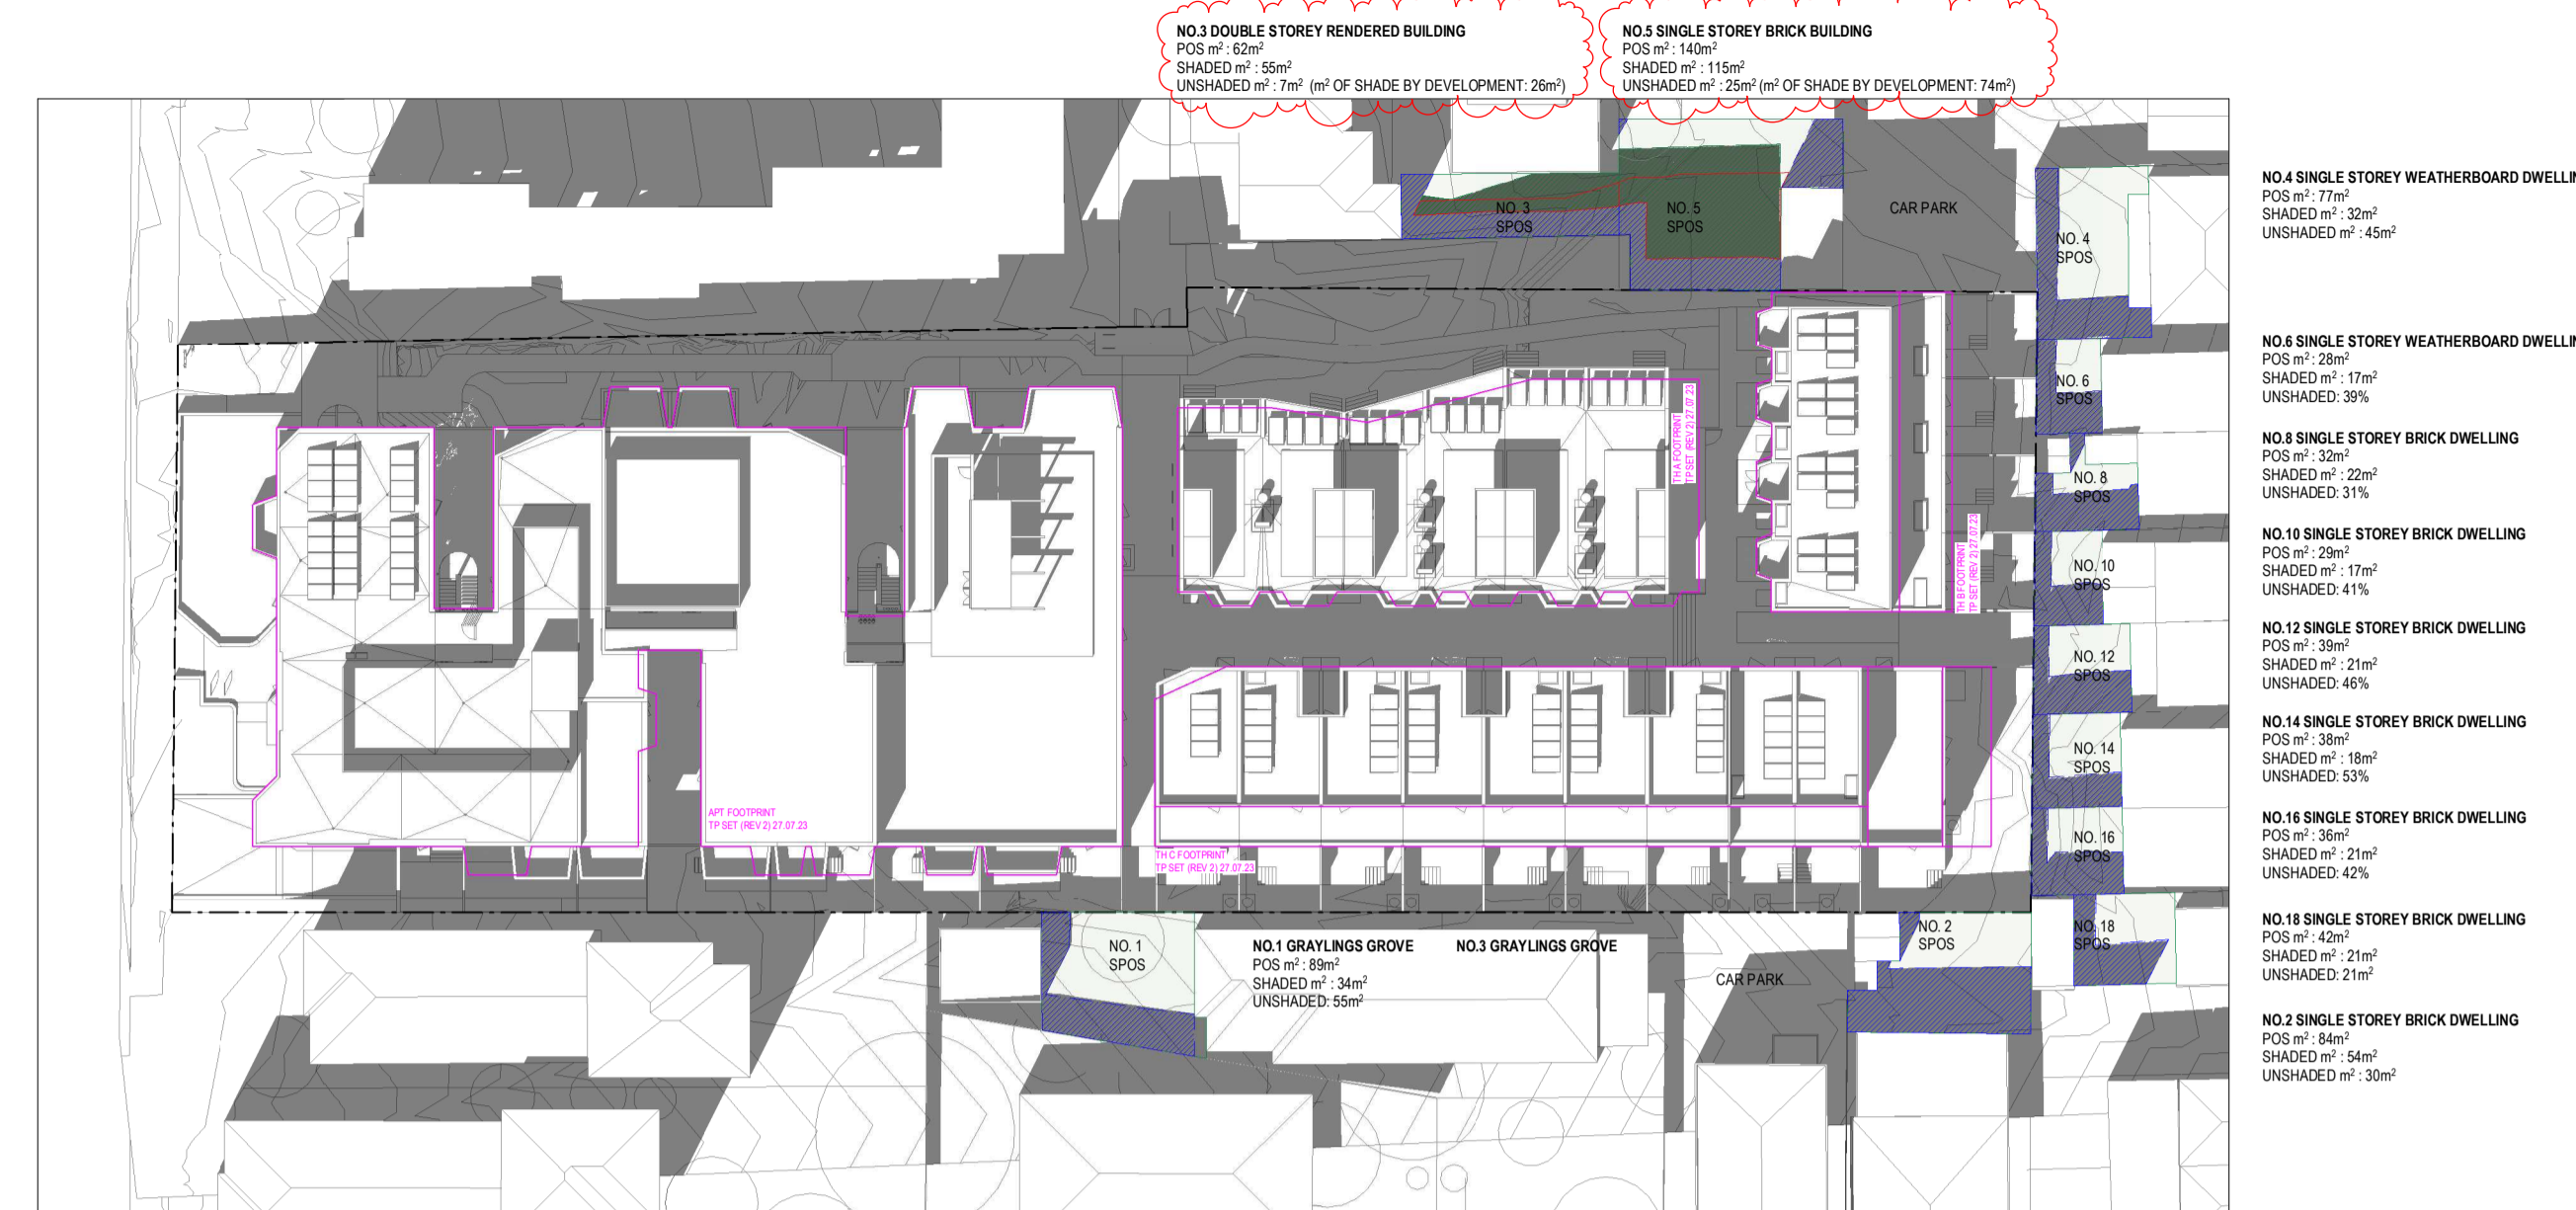 NO.3 DOUBLE STOREY RENDERED BUILDING
POS m² : 62m²
SHADED m² : 55m²
UNSHADED m² : 7m² (m² OF SHADE BY DEVELOPMENT: 26m²)
NO.5 SINGLE STOREY BRICK BUILDING
POS m² : 140m²
SHADED m² : 115m²
UNSHADED m² : 25m² (m² OF SHADE BY DEVELOPMENT: 74m²)
NO. 3
SPOS
NO. 5
SPOS
CAR PARK
NO. 4
SPOS
NO. 6
SPOS
NO. 8
SPOS
NO. 10
SPOS
NO. 12
SPOS
NO. 14
SPOS
NO. 16
SPOS
NO. 18
SPOS
NO. 2
SPOS
CAR PARK
NO. 1
SPOS
NO.1 GRAYLINGS GROVE
POS m² : 89m²
SHADED m² : 34m²
UNSHADED: 55m²
NO.3 GRAYLINGS GROVE
TH A FOOTPRINT
TP SET (REV 2) 27.07.23
TH B FOOTPRINT
TP SET (REV 2) 27.07.23
APT FOOTPRINT
TP SET (REV 2) 27.07.23
TH C FOOTPRINT
TP SET (REV 2) 27.07.23
NO.4 SINGLE STOREY WEATHERBOARD DWELLIN
POS m² : 77m²
SHADED m² : 32m²
UNSHADED m² : 45m²
NO.6 SINGLE STOREY WEATHERBOARD DWELLIN
POS m² : 28m²
SHADED m² : 17m²
UNSHADED: 39%
NO.8 SINGLE STOREY BRICK DWELLING
POS m² : 32m²
SHADED m² : 22m²
UNSHADED: 31%
NO.10 SINGLE STOREY BRICK DWELLING
POS m² : 29m²
SHADED m² : 17m²
UNSHADED: 41%
NO.12 SINGLE STOREY BRICK DWELLING
POS m² : 39m²
SHADED m² : 21m²
UNSHADED: 46%
NO.14 SINGLE STOREY BRICK DWELLING
POS m² : 38m²
SHADED m² : 18m²
UNSHADED: 53%
NO.16 SINGLE STOREY BRICK DWELLING
POS m² : 36m²
SHADED m² : 21m²
UNSHADED: 42%
NO.18 SINGLE STOREY BRICK DWELLING
POS m² : 42m²
SHADED m² : 21m²
UNSHADED: 21m²
NO.2 SINGLE STOREY BRICK DWELLING
POS m² : 84m²
SHADED m² : 54m²
UNSHADED m² : 30m²